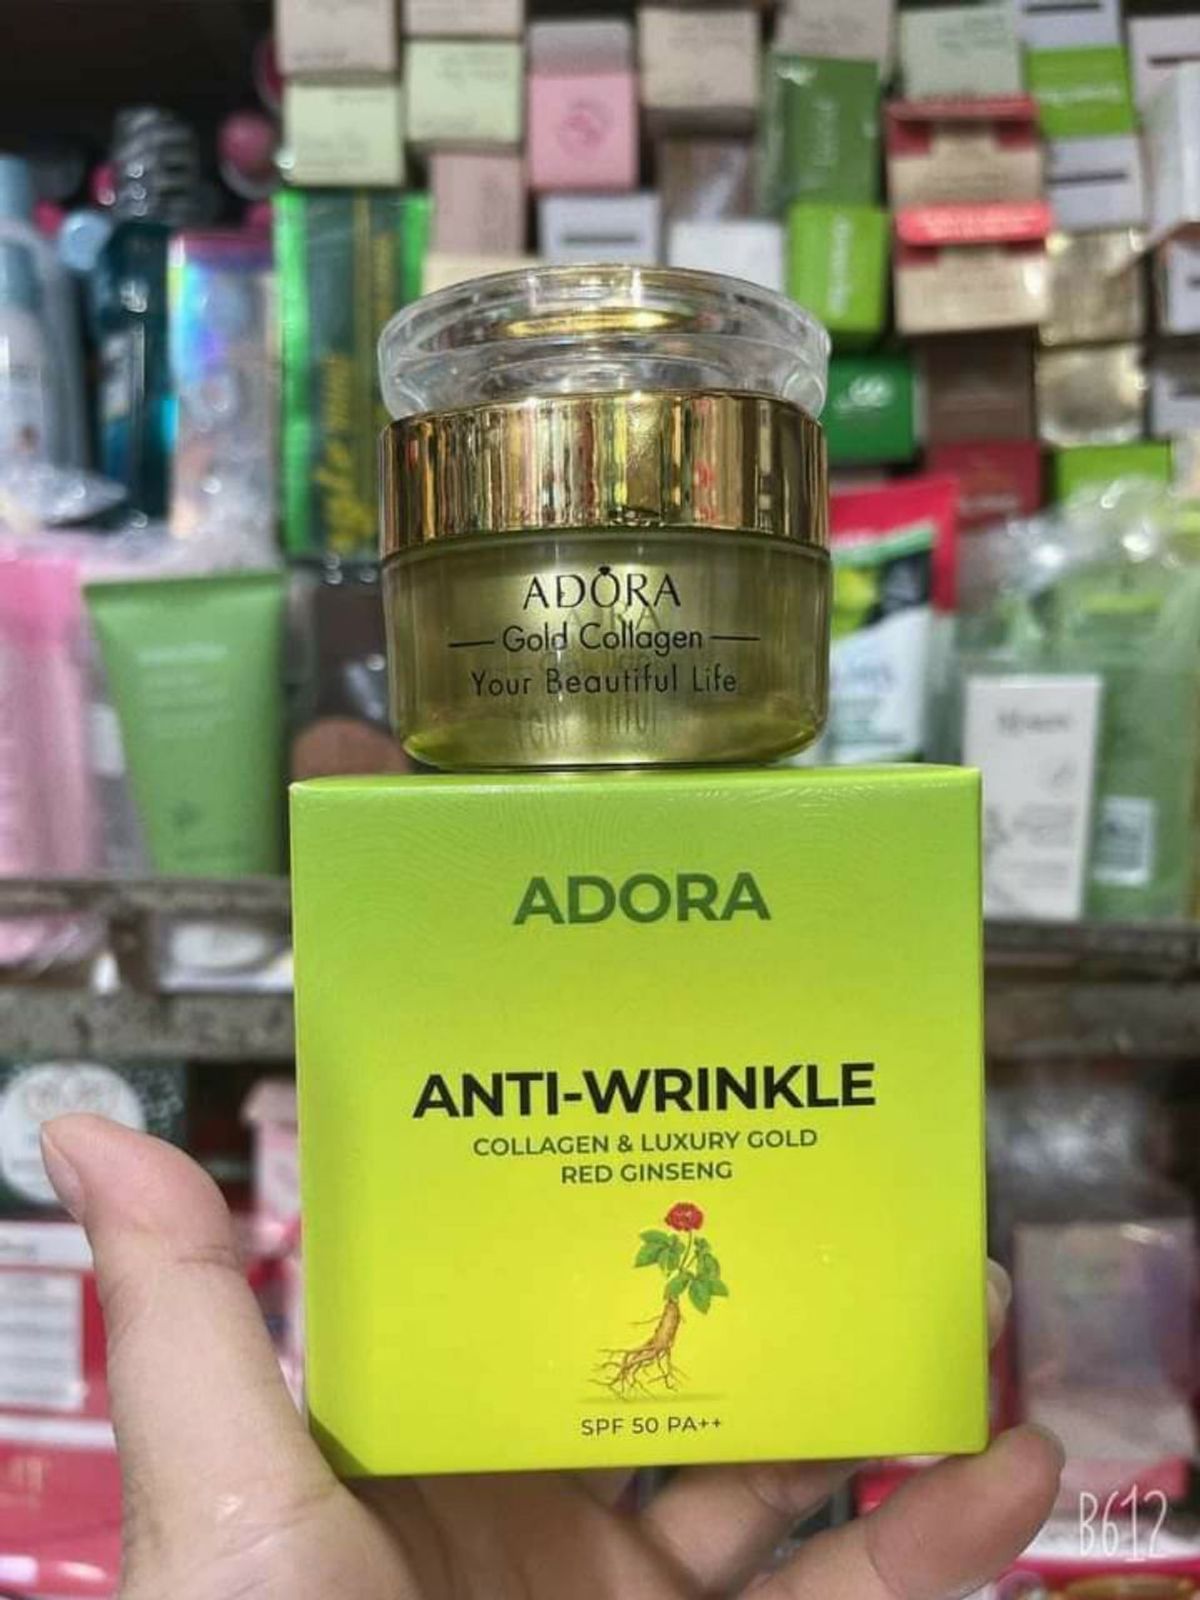 ADORA
Gold Collagen
Your Beautiful Life
ADORA
ANTI-WRINKLE
COLLAGEN & LUXURY GOLD
RED GINSENG
SPF 50 PA++
B612